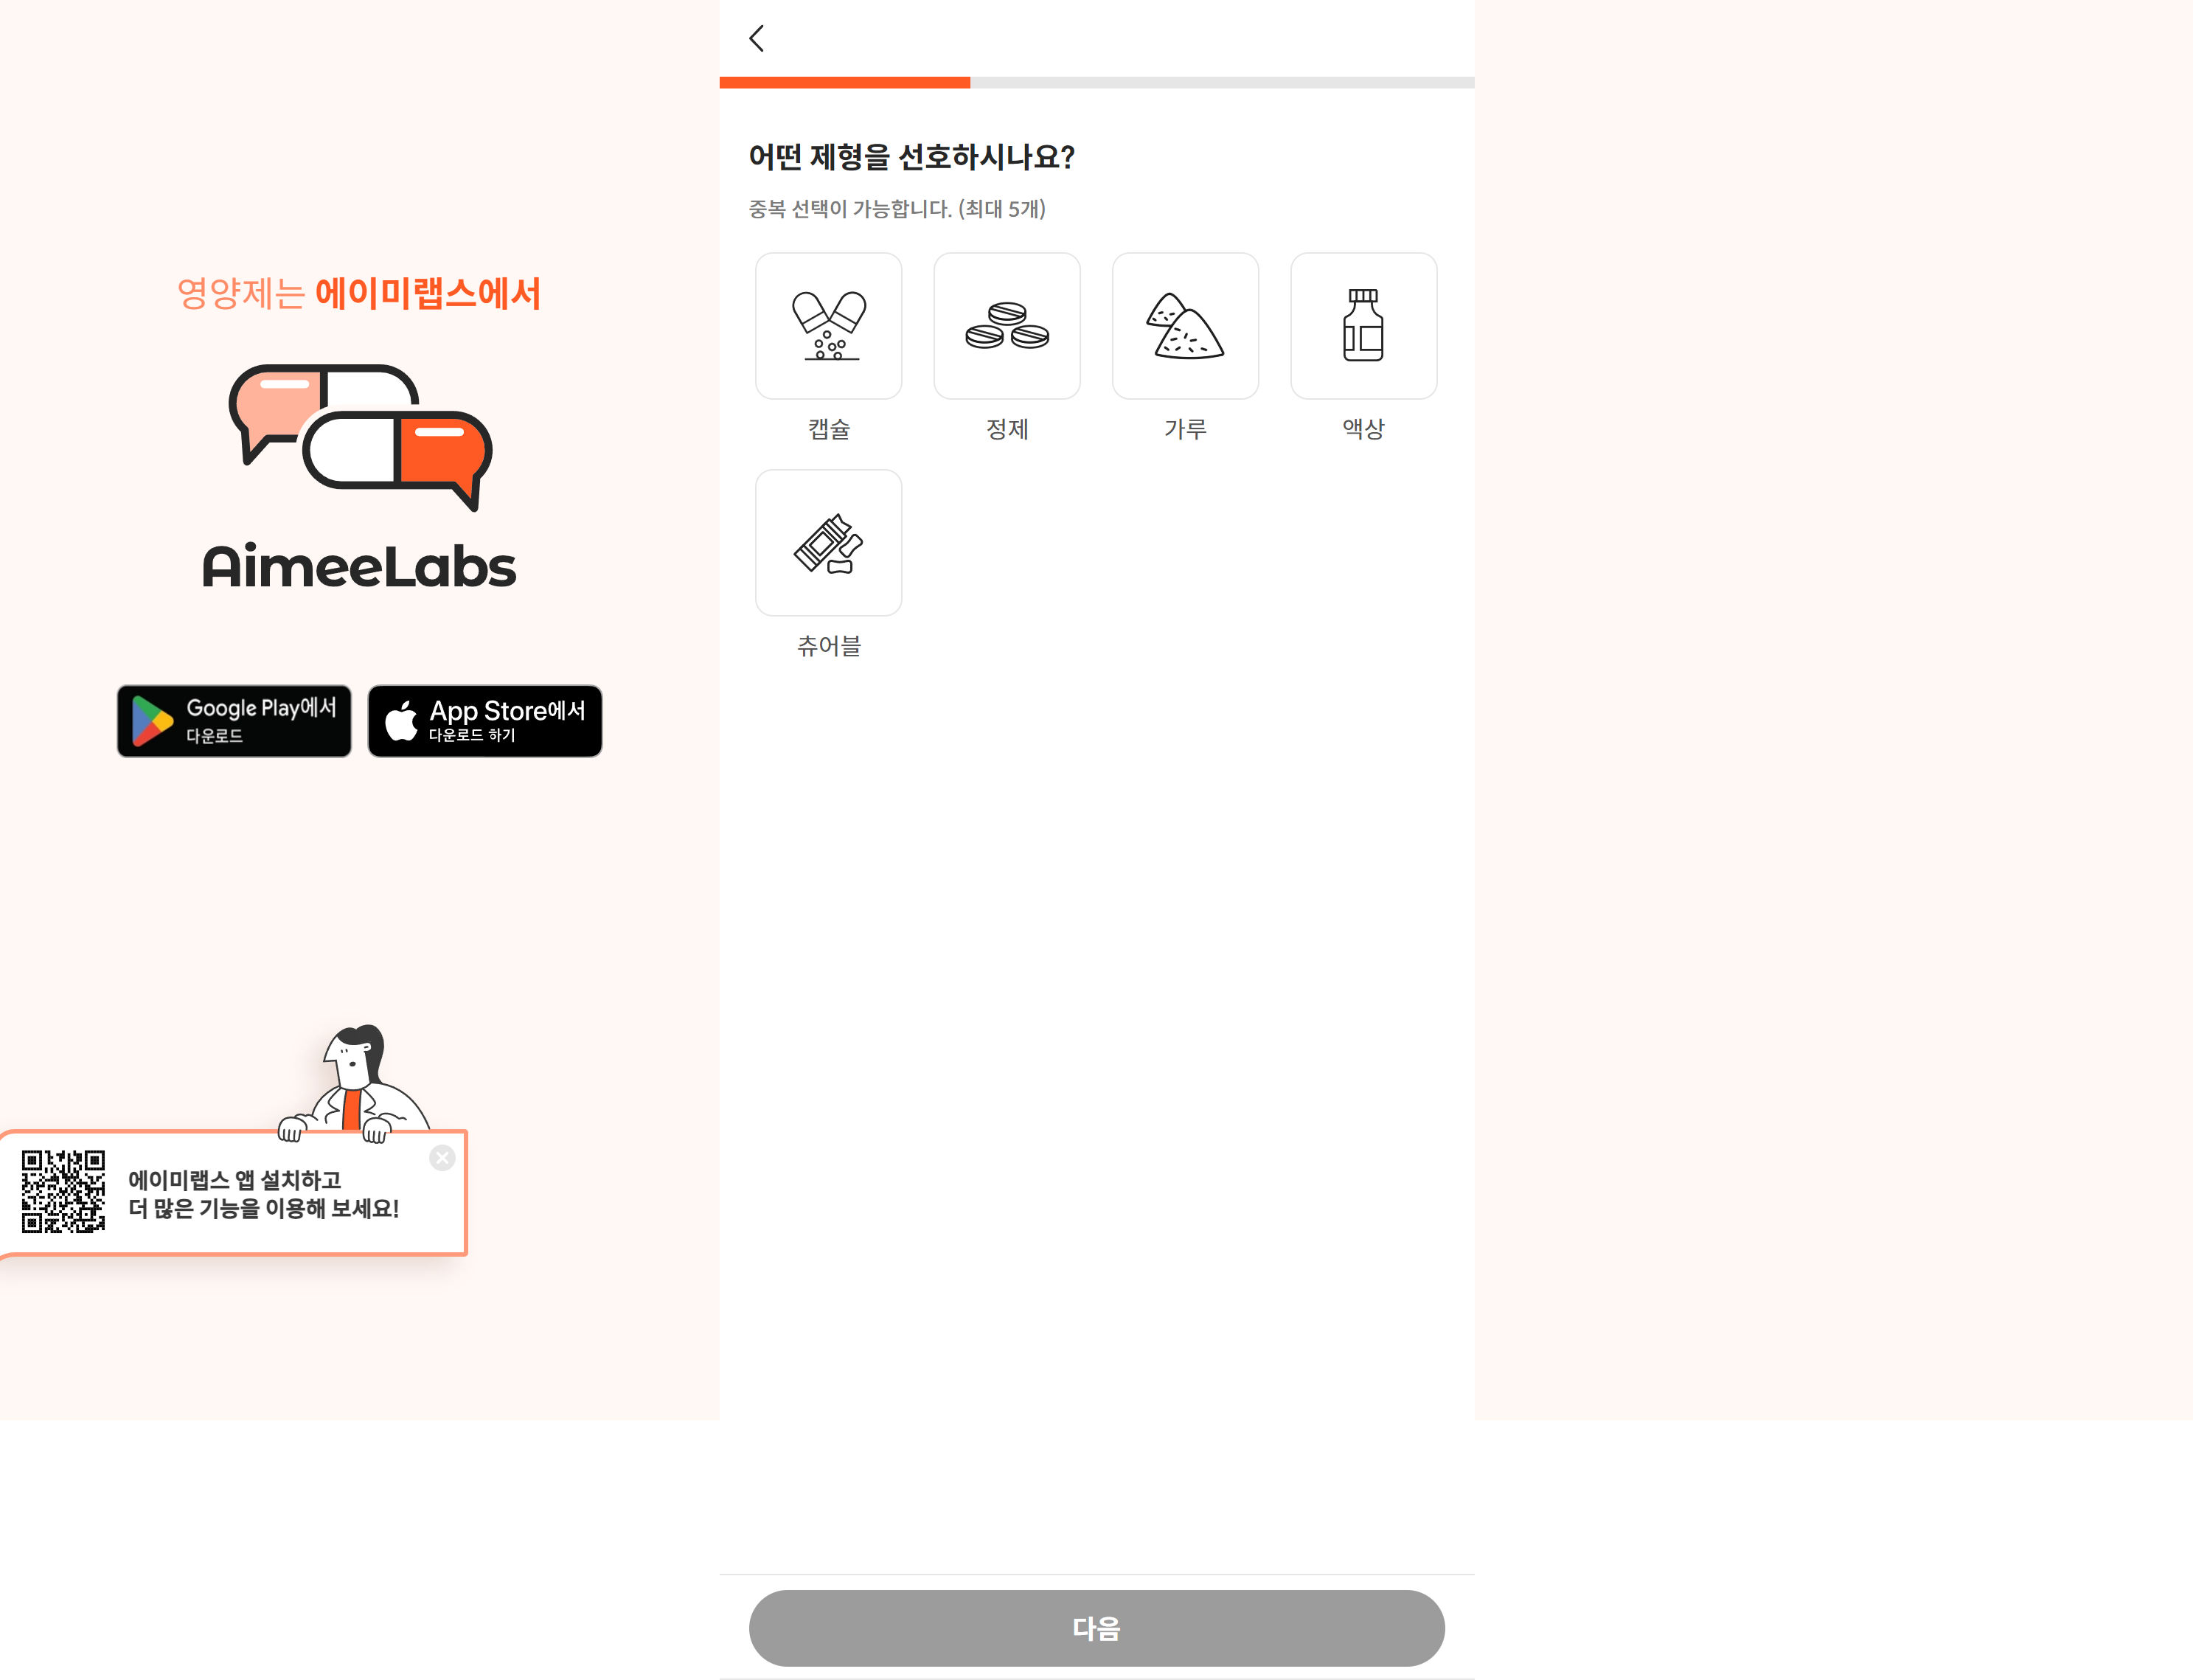 영양제는 에이미랩스에서
AimeeLabs
Google Play에서
다운로드
App Store에서
다운로드 하기
에이미랩스 앱 설치하고
더 많은 기능을 이용해 보세요!
어떤 제형을 선호하시나요?
중복 선택이 가능합니다. (최대 5개)
캡슐
정제
가루
액상
츄어블
다음